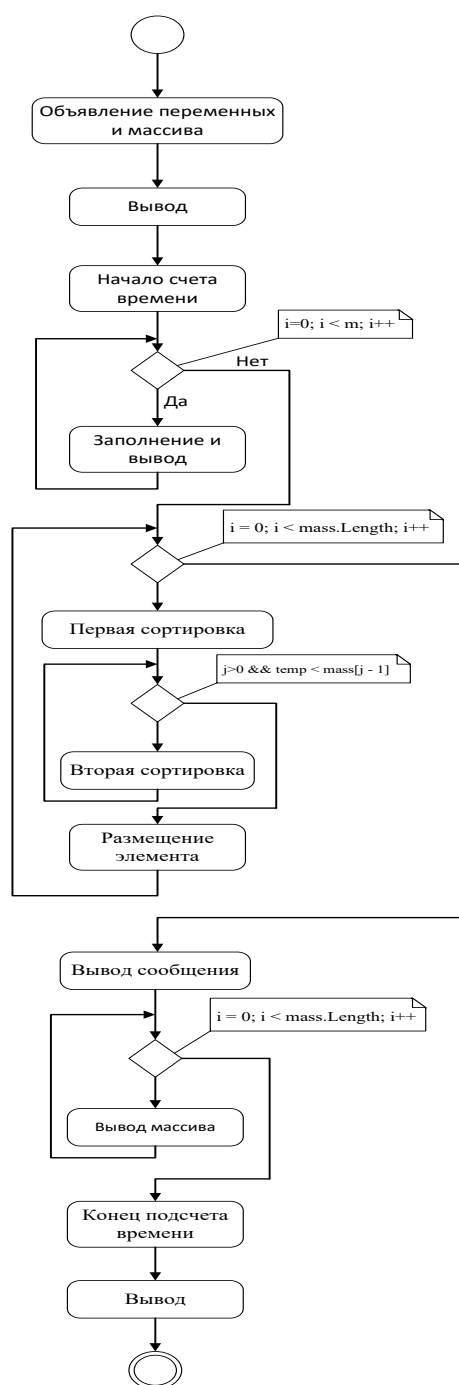 Объявление переменных
и массива
Вывод
Начало счета
времени
i=0; i < m; i++
Нет
Да
Заполнение и
вывод
i = 0; i < mass.Length; i++
Первая сортировка
j>0 && temp < mass[j - 1]
Вторая сортировка
Размещение
элемента
Вывод сообщения
i = 0; i < mass.Length; i++
Вывод массива
Конец подсчета
времени
Вывод